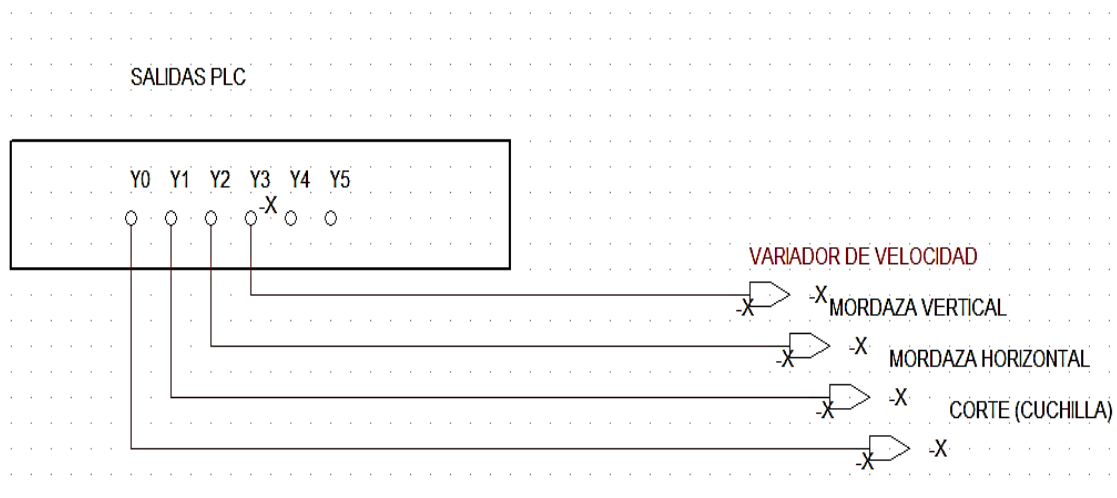 SALIDAS PLC
Y0 Y1 Y2 Y3 Y4 Y5
-X
VARIADOR DE VELOCIDAD
-X -X
MORDAZA VERTICAL
-X -X
MORDAZA HORIZONTAL
-X -X
CORTE (CUCHILLA)
-X -X